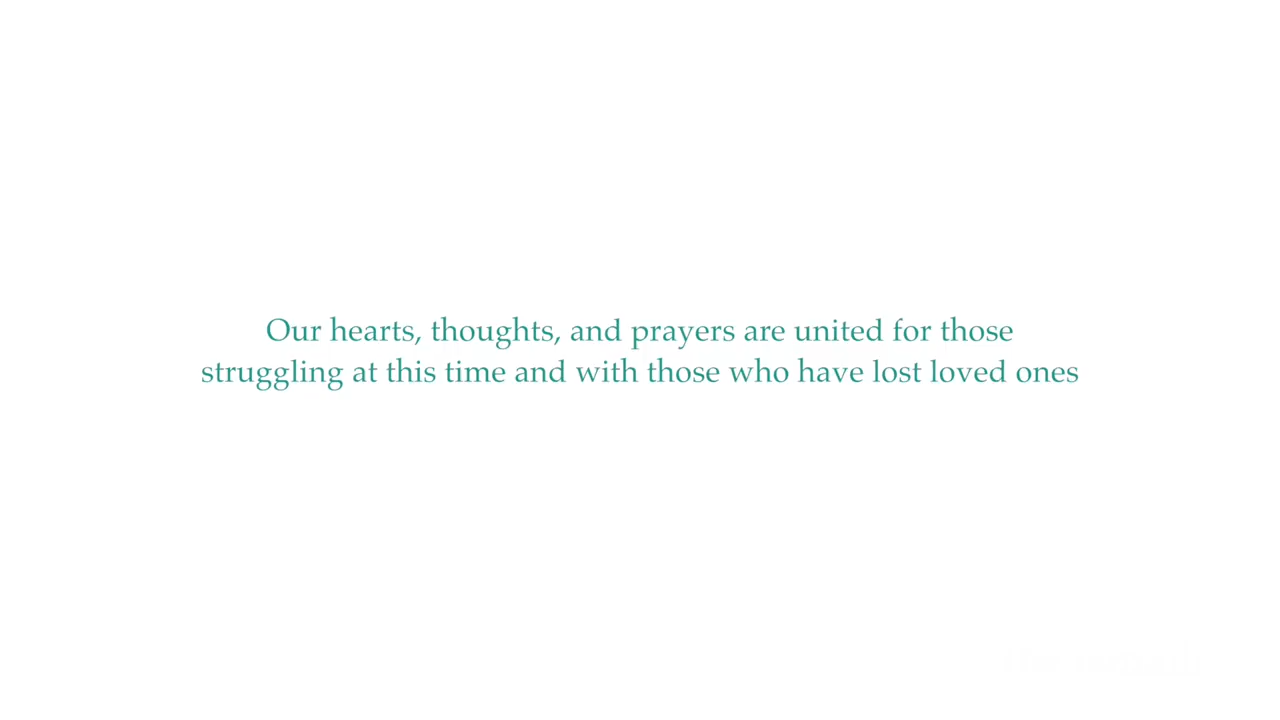 Our hearts, thoughts, and prayers are united for those
struggling at this time and with those who have lost loved ones